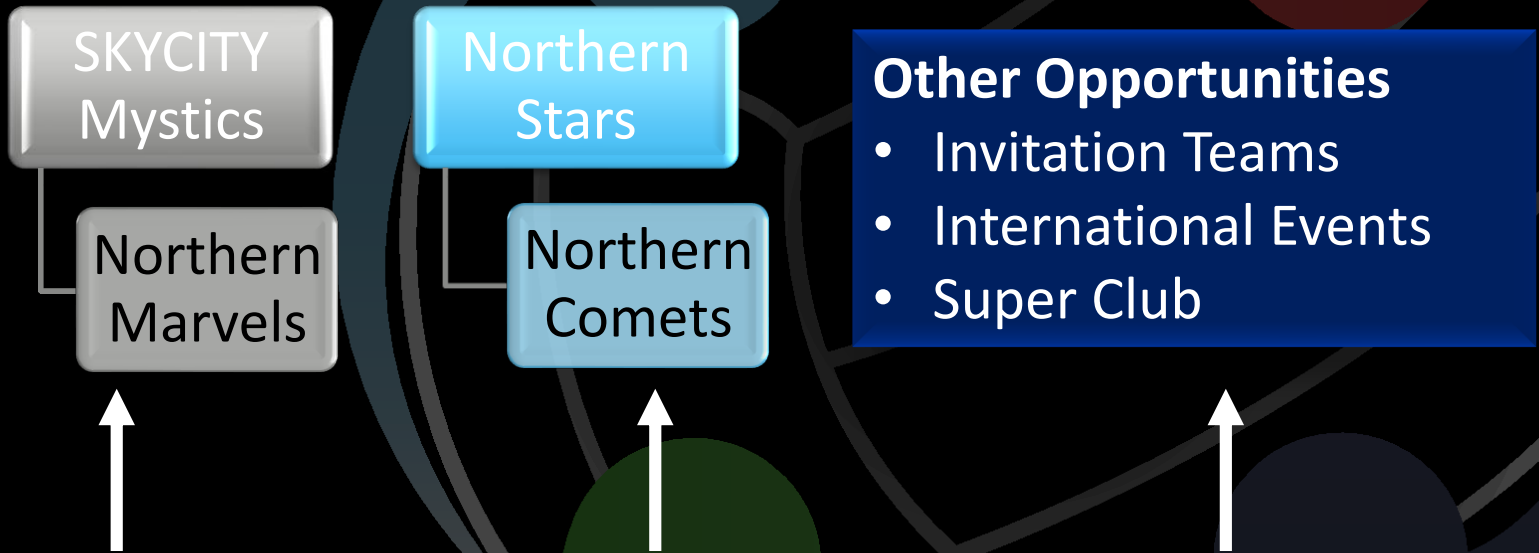 SKYCITY
Mystics
Northern
Marvels
Northern
Stars
Northern
Comets
Other Opportunities
• Invitation Teams
• International Events
• Super Club